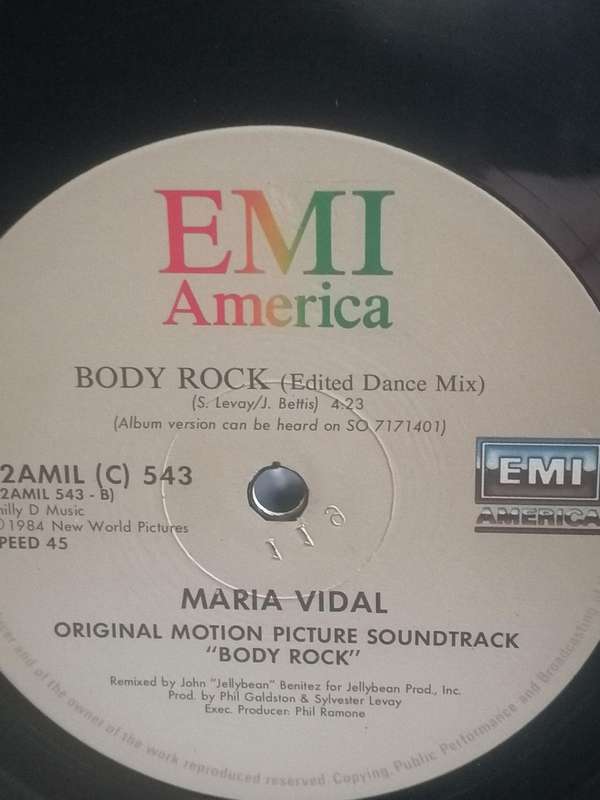 EMI
America
BODY ROCK (Edited Dance Mix)
(S. Levay/J. Bettis) 4:23
(Album version can be heard on SO 7171401)
2AMIL (C) 543
2AMIL 543 - B)
hilly D Music
©1984 New World Pictures
PEED 45
EMI
AMERICA
MARIA VIDAL
ORIGINAL MOTION PICTURE SOUNDTRACK
"BODY ROCK"
Remixed by John "Jellybean" Benitez for Jellybean Prod., Inc.
Prod. by Phil Galdston & Sylvester Levay
Exec. Producer: Phil Ramone
and of the owner of the work reproduced reserved. Copying, Public Performance and Broadcasting